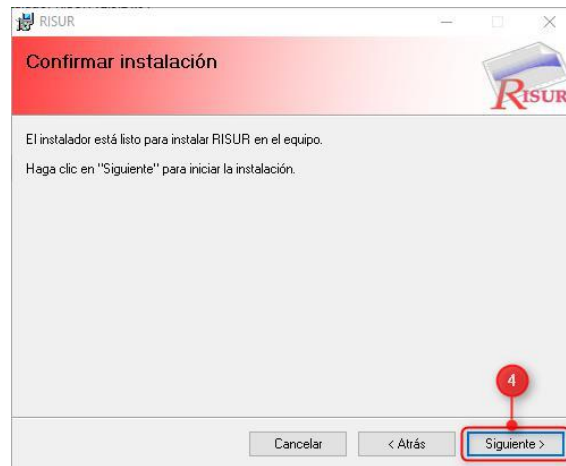 RISUR
Confirmar instalación
RISUR
El instalador está listo para instalar RISUR en el equipo.
Haga clic en "Siguiente" para iniciar la instalación.
4
Cancelar
< Atrás
Siguiente >